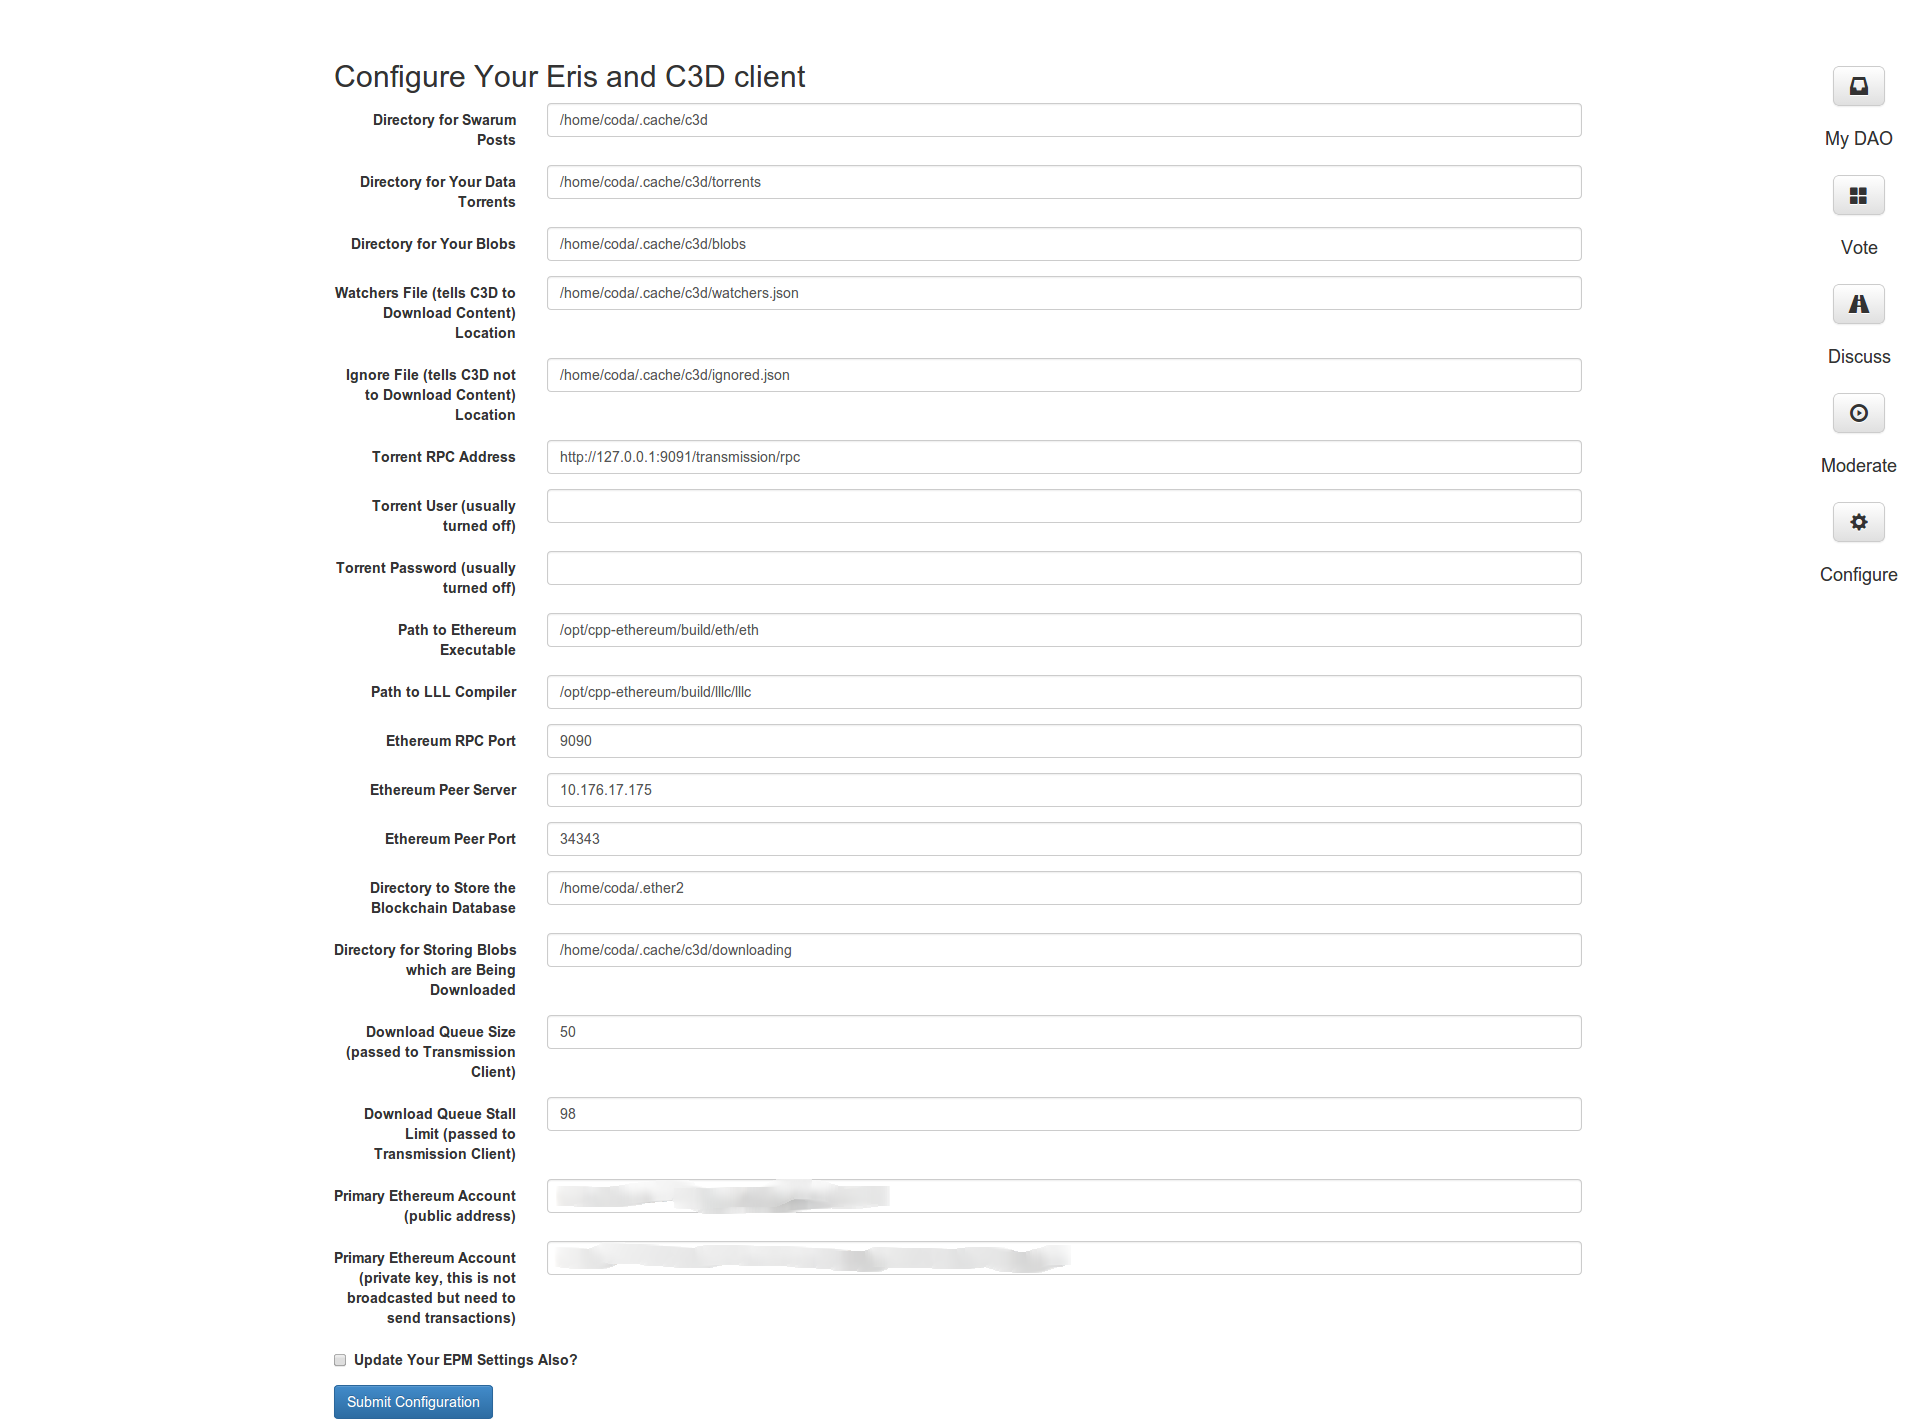 Configure Your Eris and C3D client
Directory for Swarum
Posts
/home/coda/.cache/c3d
Directory for Your Data
Torrents
/home/coda/.cache/c3d/torrents
Directory for Your Blobs
/home/coda/.cache/c3d/blobs
Watchers File (tells C3D to
Download Content)
Location
/home/coda/.cache/c3d/watchers.json
Ignore File (tells C3D not
to Download Content)
Location
/home/coda/.cache/c3d/ignored.json
Torrent RPC Address
http://127.0.0.1:9091/transmission/rpc
Torrent User (usually
turned off)
Torrent Password (usually
turned off)
Path to Ethereum
Executable
/opt/cpp-ethereum/build/eth/eth
Path to LLL Compiler
/opt/cpp-ethereum/build/lllc/lllc
Ethereum RPC Port
9090
Ethereum Peer Server
10.176.17.175
Ethereum Peer Port
34343
Directory to Store the
Blockchain Database
/home/coda/.ether2
Directory for Storing Blobs
which are Being
Downloaded
/home/coda/.cache/c3d/downloading
Download Queue Size
(passed to Transmission
Client)
50
Download Queue Stall
Limit (passed to
Transmission Client)
98
Primary Ethereum Account
(public address)
Primary Ethereum Account
(private key, this is not
broadcasted but need to
send transactions)
Update Your EPM Settings Also?
Submit Configuration
My DAO
Vote
Discuss
Moderate
Configure